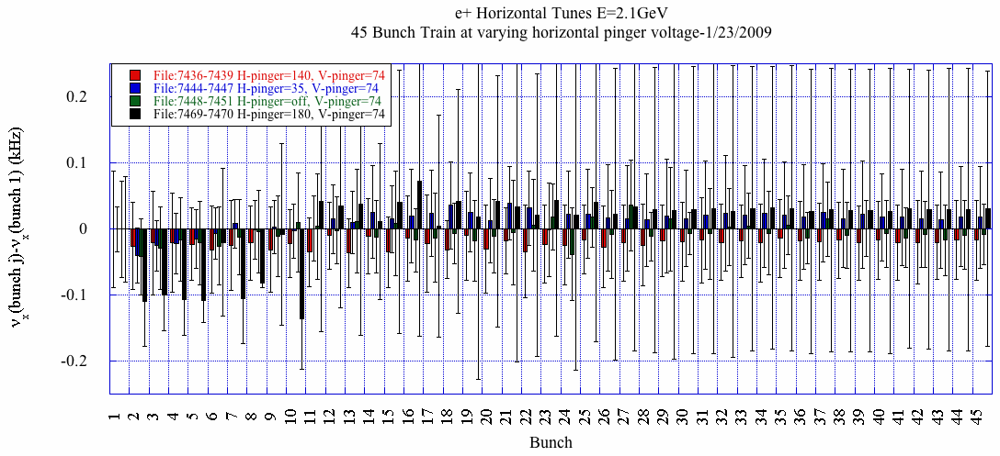 e+ Horizontal Tunes E=2.1GeV
45 Bunch Train at varying horizontal pinger voltage-1/23/2009
File:7436-7439 H-pinger=140, V-pinger=74
File:7444-7447 H-pinger=35, V-pinger=74
File:7448-7451 H-pinger=off, V-pinger=74
File:7469-7470 H-pinger=180, V-pinger=74
νx(bunch j)-νx(bunch 1) (kHz)
0.2
0.1
0
-0.1
-0.2
1 2 3 4 5 6 7 8 9 10 11 12 13 14 15 16 17 18 19 20 21 22 23 24 25 26 27 28 29 30 31 32 33 34 35 36 37 38 39 40 41 42 43 44 45
Bunch